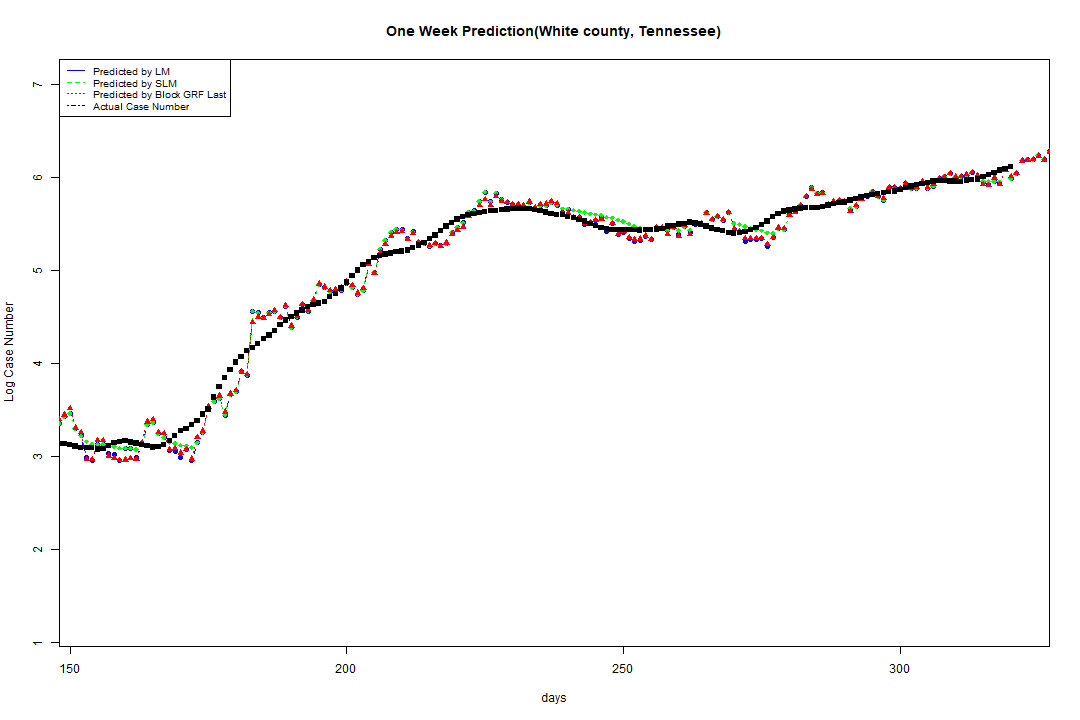 One Week Prediction(White county, Tennessee)
Predicted by LM
Predicted by SLM
Predicted by Block GRF Last
Actual Case Number
7
6
5
4
3
2
1
Log Case Number
150 200 250 300
days